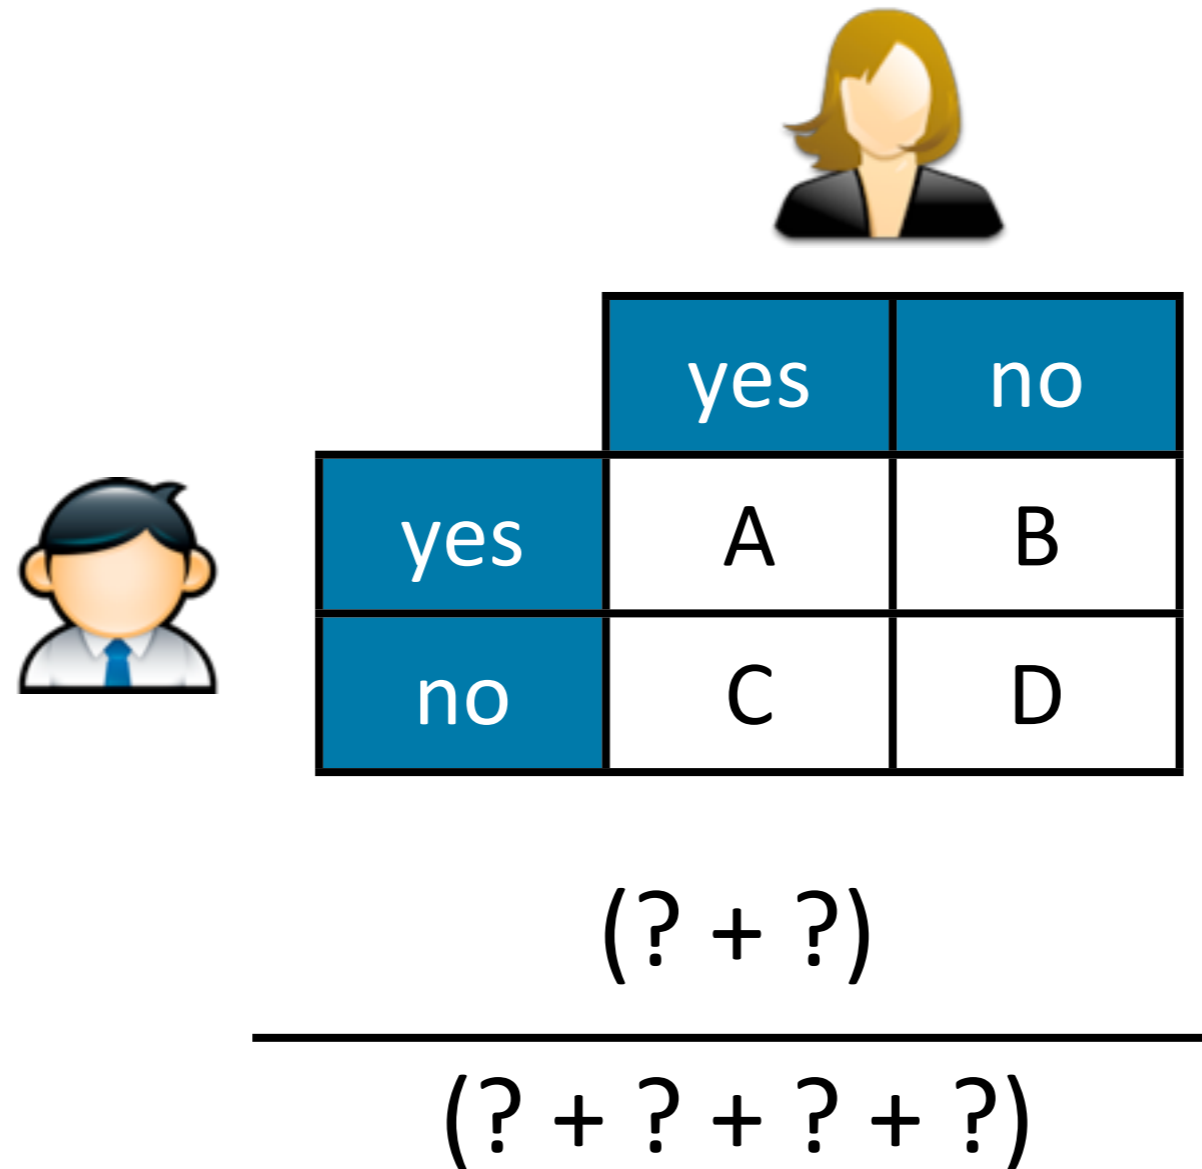 yes no
yes A B
no C D
(? + ?)
(? + ? + ? + ?)